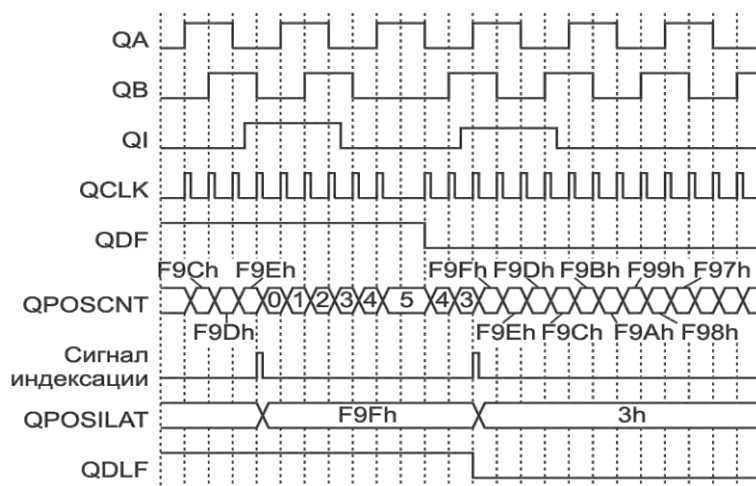 QA
QB
QI
QCLK
QDF
F9Ch F9Eh F9Fh F9Dh F9Bh F99h F97h
QPOSCNT 0 1 2 3 4 5 4 3
F9Dh F9Eh F9Ch F9Ah F98h
Сигнал
индексации
QPOSILAT F9Fh 3h
QDLF